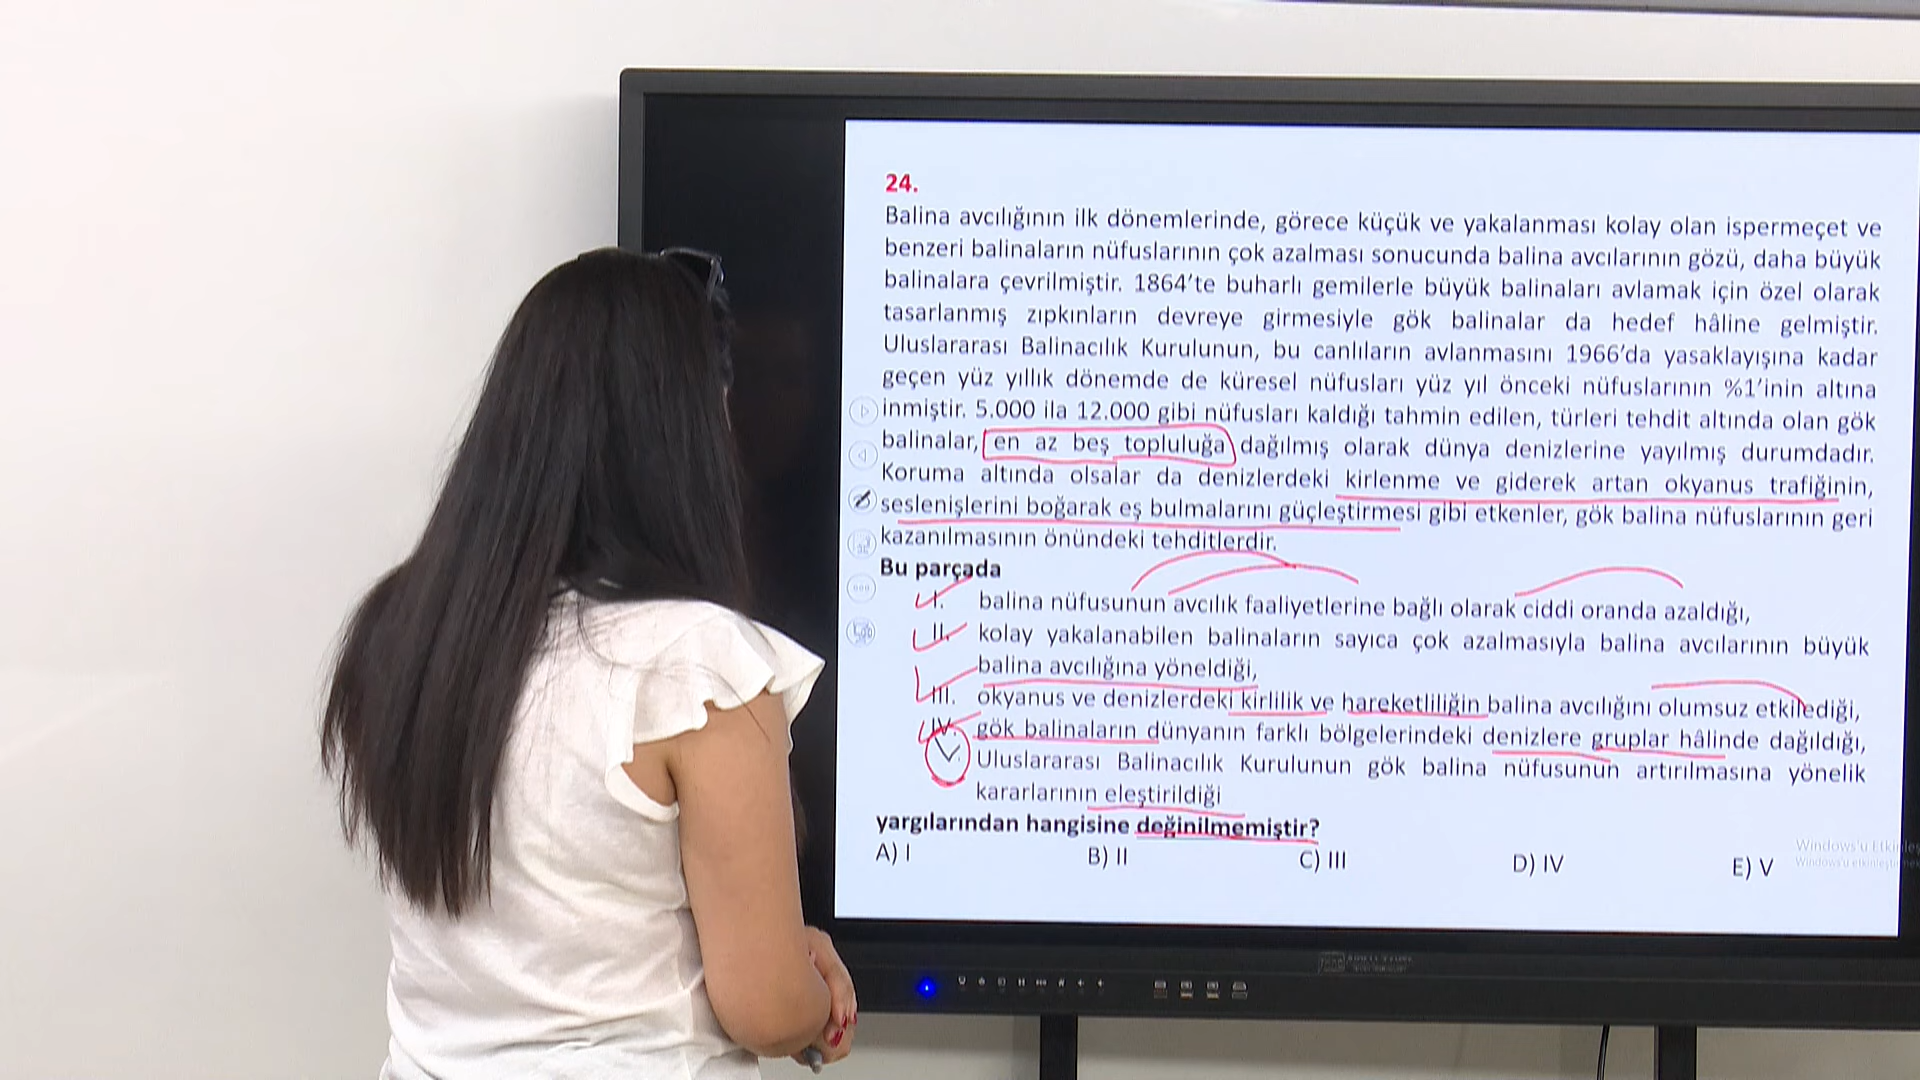 24.
Balina avcılığının ilk dönemlerinde, görece küçük ve yakalanması kolay olan ispermeçet ve
benzeri balinaların nüfuslarının çok azalması sonucunda balina avcılarının gözü, daha büyük
balinalara çevrilmiştir. 1864’te buharlı gemilerle büyük balinaları avlamak için özel olarak
tasarlanmış zıpkınların devreye girmesiyle gök balinalar da hedef hâline gelmiştir.
Uluslararası Balinacılık Kurulunun, bu canlıların avlanmasını 1966’da yasaklayışına kadar
geçen yüz yıllık dönemde de küresel nüfusları yüz yıl önceki nüfuslarının %1’inin altına
inmiştir. 5.000 ila 12.000 gibi nüfusları kaldığı tahmin edilen, türleri tehdit altında olan gök
balinalar, en az beş topluluğa dağılmış olarak dünya denizlerine yayılmış durumdadır.
Koruma altında olsalar da denizlerdeki kirlenme ve giderek artan okyanus trafiğinin,
seslenişlerini boğarak eş bulmalarını güçleştirmesi gibi etkenler, gök balina nüfuslarının geri
kazanılmasının önündeki tehditlerdir.
Bu parçada
I. balina nüfusunun avcılık faaliyetlerine bağlı olarak ciddi oranda azaldığı,
II. kolay yakalanabilen balinaların sayıca çok azalmasıyla balina avcılarının büyük
balina avcılığına yöneldiği,
III. okyanus ve denizlerdeki kirlilik ve hareketliliğin balina avcılığını olumsuz etkilediği,
IV. gök balinaların dünyanın farklı bölgelerindeki denizlere gruplar hâlinde dağıldığı,
V. Uluslararası Balinacılık Kurulunun gök balina nüfusunun artırılmasına yönelik
kararlarının eleştirildiği
yargılarından hangisine değinilmemiştir?
A) I B) II C) III D) IV E) V
Windows'u Etkinleş